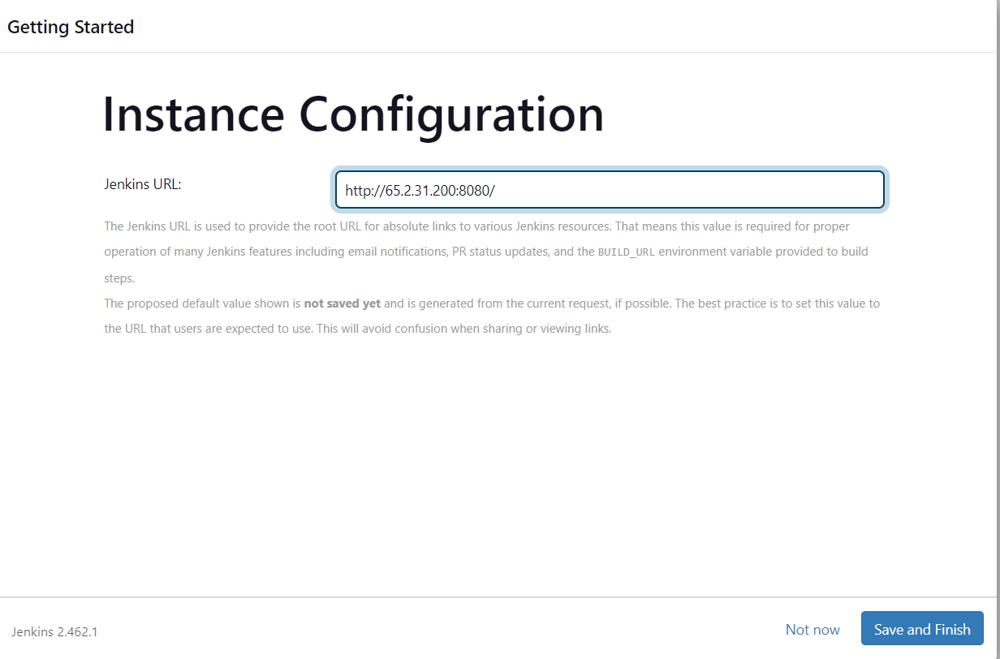 Getting Started
Instance Configuration
Jenkins URL:
http://65.2.31.200:8080/
The Jenkins URL is used to provide the root URL for absolute links to various Jenkins resources. That means this value is required for proper
operation of many Jenkins features including email notifications, PR status updates, and the BUILD_URL environment variable provided to build
steps.
The proposed default value shown is not saved yet and is generated from the current request, if possible. The best practice is to set this value to
the URL that users are expected to use. This will avoid confusion when sharing or viewing links.
Jenkins 2.462.1
Not now
Save and Finish